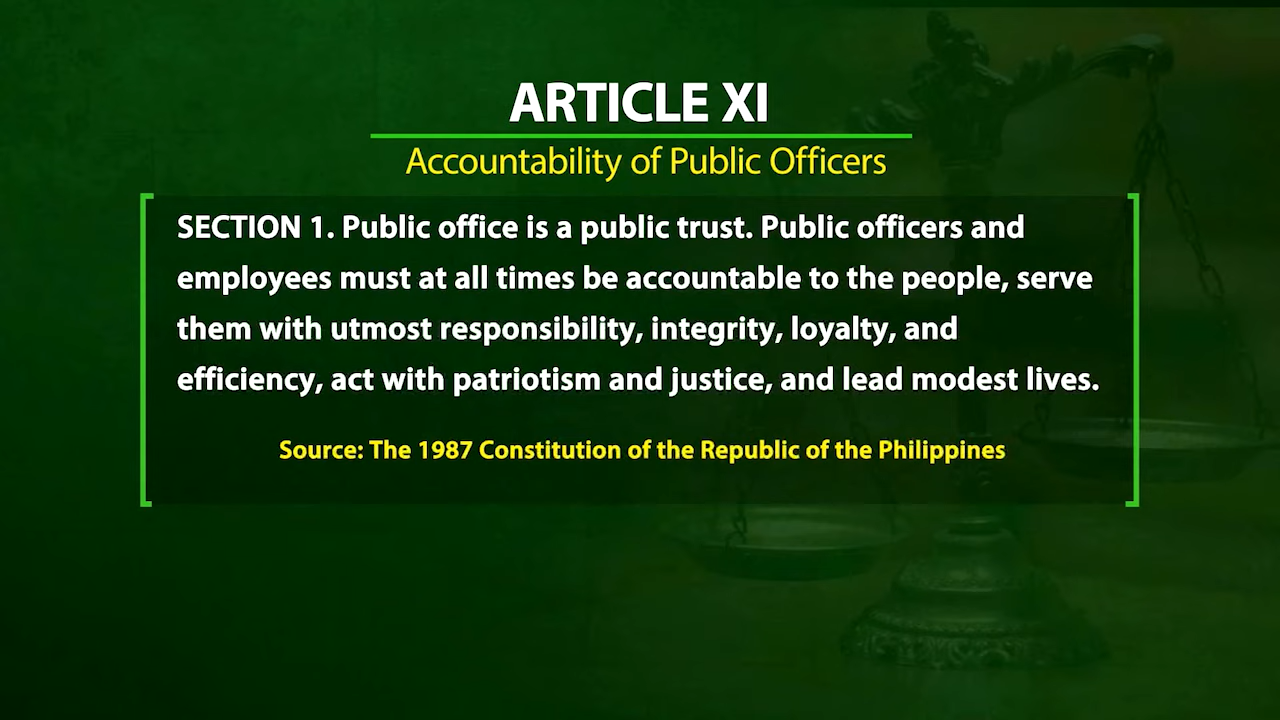 ARTICLE XI
Accountability of Public Officers
SECTION 1. Public office is a public trust. Public officers and
employees must at all times be accountable to the people, serve
them with utmost responsibility, integrity, loyalty, and
efficiency, act with patriotism and justice, and lead modest lives.
Source: The 1987 Constitution of the Republic of the Philippines